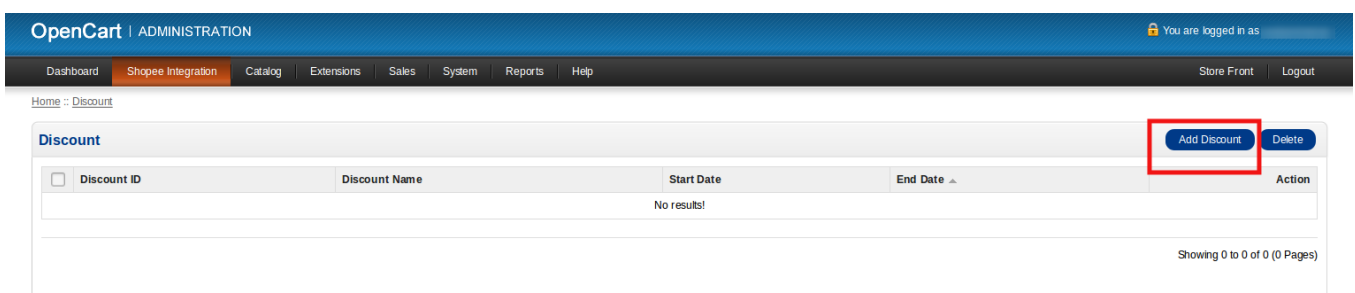 OpenCart | ADMINISTRATION You are logged in as
Dashboard Shopee Integration Catalog Extensions Sales System Reports Help Store Front Logout
Home :: Discount
Discount Add Discount Delete
Discount ID Discount Name Start Date End Date Action
No results!
Showing 0 to 0 of 0 (0 Pages)